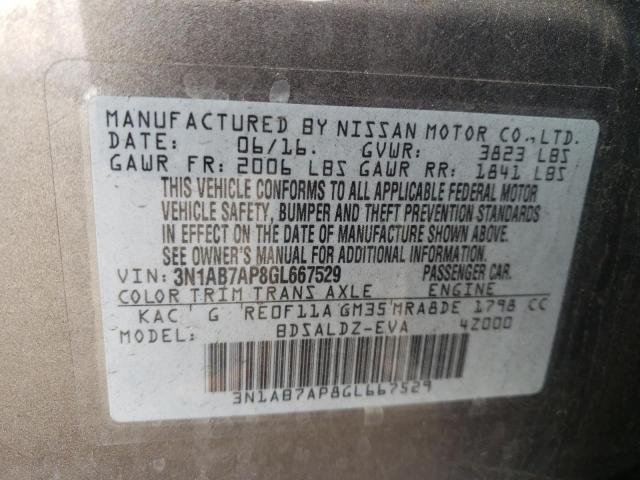 MANUFACTURED BY NISSAN MOTOR CO.,LTD.
DATE: 06/16. GVWR: 3823 LBS
GAWR FR: 2006 LBS GAWR RR: 1841 LBS
THIS VEHICLE CONFORMS TO ALL APPLICABLE FEDERAL MOTOR
VEHICLE SAFETY, BUMPER AND THEFT PREVENTION STANDARDS
IN EFFECT ON THE DATE OF MANUFACTURE SHOWN ABOVE.
SEE OWNER'S MANUAL FOR ADDITIONAL INFORMATION.
VIN: 3N1AB7AP8GL667529 PASSENGER CAR.
COLOR TRIM TRANS AXLE ENGINE
KAC G RE0F11A GM35 MRA8DE 1798 CC
MODEL: BDSALDZ-EVA 4Z000
3N1AB7AP8GL667529